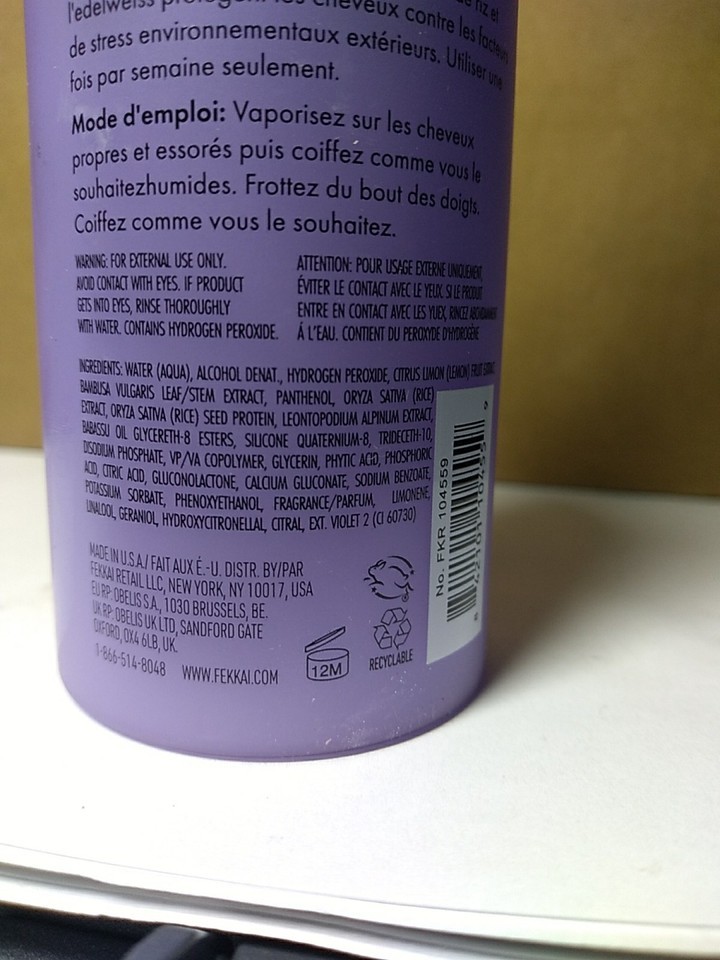 l'edelweiss protègent les cheveux contre les facteurs
de stress environnementaux extérieurs. Utiliser une
fois par semaine seulement.
Mode d'emploi: Vaporisez sur les cheveux
propres et essorés puis coiffez comme vous le
souhaitezhumides. Frottez du bout des doigts.
Coiffez comme vous le souhaitez.
WARNING: FOR EXTERNAL USE ONLY.
AVOID CONTACT WITH EYES. IF PRODUCT
GETS INTO EYES, RINSE THOROUGHLY
WITH WATER. CONTAINS HYDROGEN PEROXIDE.
ATTENTION: POUR USAGE EXTERNE UNIQUEMENT.
ÉVITER LE CONTACT AVEC LE YEUX. SI LE PRODUIT
ENTRE EN CONTACT AVEC LES YUEX, RINCEZ ABONDAMMENT
À L'EAU. CONTIENT DU PEROXYDE D'HYDROGÈNE
INGREDIENTS: WATER (AQUA), ALCOHOL DENAT., HYDROGEN PEROXIDE, CITRUS LIMON (LEMON) FRUIT EXTRACT,
BAMBUSA VULGARIS LEAF/STEM EXTRACT, PANTHENOL, ORYZA SATIVA (RICE)
EXTRACT, ORYZA SATIVA (RICE) SEED PROTEIN, LEONTOPODIUM ALPINUM EXTRACT,
BABASSU OIL GLYCERETH-8 ESTERS, SILICONE QUATERNIUM-8, TRIDECETH-10,
DISODIUM PHOSPHATE, VP/VA COPOLYMER, GLYCERIN, PHYTIC ACID, PHOSPHORIC
ACID, CITRIC ACID, GLUCONOLACTONE, CALCIUM GLUCONATE, SODIUM BENZOATE,
POTASSIUM SORBATE, PHENOXYETHANOL, FRAGRANCE/PARFUM, LIMONENE,
LINALOOL, GERANIOL, HYDROXYCITRONELLAL, CITRAL, EXT. VIOLET 2 (CI 60730)
MADE IN U.S.A./ FAIT AUX É.-U. DISTR. BY/PAR
FEKKAI RETAIL LLC, NEW YORK, NY 10017, USA
EU RP: OBELIS S.A., 1030 BRUSSELS, BE.
UK RP: OBELIS UK LTD, SANDFORD GATE
OXFORD, OX4 6LB, UK.
1-866-514-8048 WWW.FEKKAI.COM
12M
RECYCLABLE
No. FKR 104559